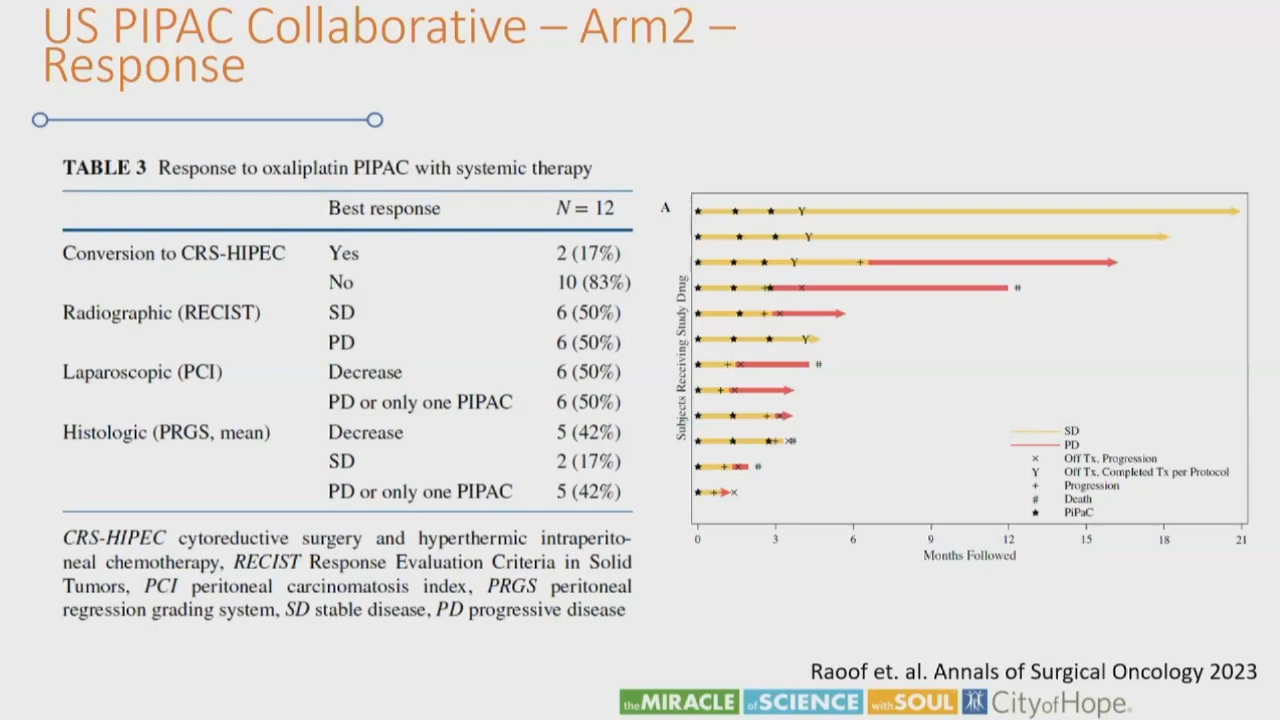 US PIPAC Collaborative – Arm2 –
Response
TABLE 3 Response to oxaliplatin PIPAC with systemic therapy
Best response N = 12
Conversion to CRS-HIPEC Yes 2 (17%)
No 10 (83%)
Radiographic (RECIST) SD 6 (50%)
PD 6 (50%)
Laparoscopic (PCI) Decrease 6 (50%)
PD or only one PIPAC 6 (50%)
Histologic (PRGS, mean) Decrease 5 (42%)
SD 2 (17%)
PD or only one PIPAC 5 (42%)
CRS-HIPEC cytoreductive surgery and hyperthermic intraperito-
neal chemotherapy, RECIST Response Evaluation Criteria in Solid
Tumors, PCI peritoneal carcinomatosis index, PRGS peritoneal
regression grading system, SD stable disease, PD progressive disease
A
Subjects Receiving Study Drug
SD
PD
× Off Tx, Progression
Y Off Tx, Completed Tx per Protocol
+ Progression
# Death
★ PiPaC
0 3 6 9 12 15 18 21
Months Followed
Raoof et. al. Annals of Surgical Oncology 2023
the MIRACLE of SCIENCE with SOUL City of Hope.